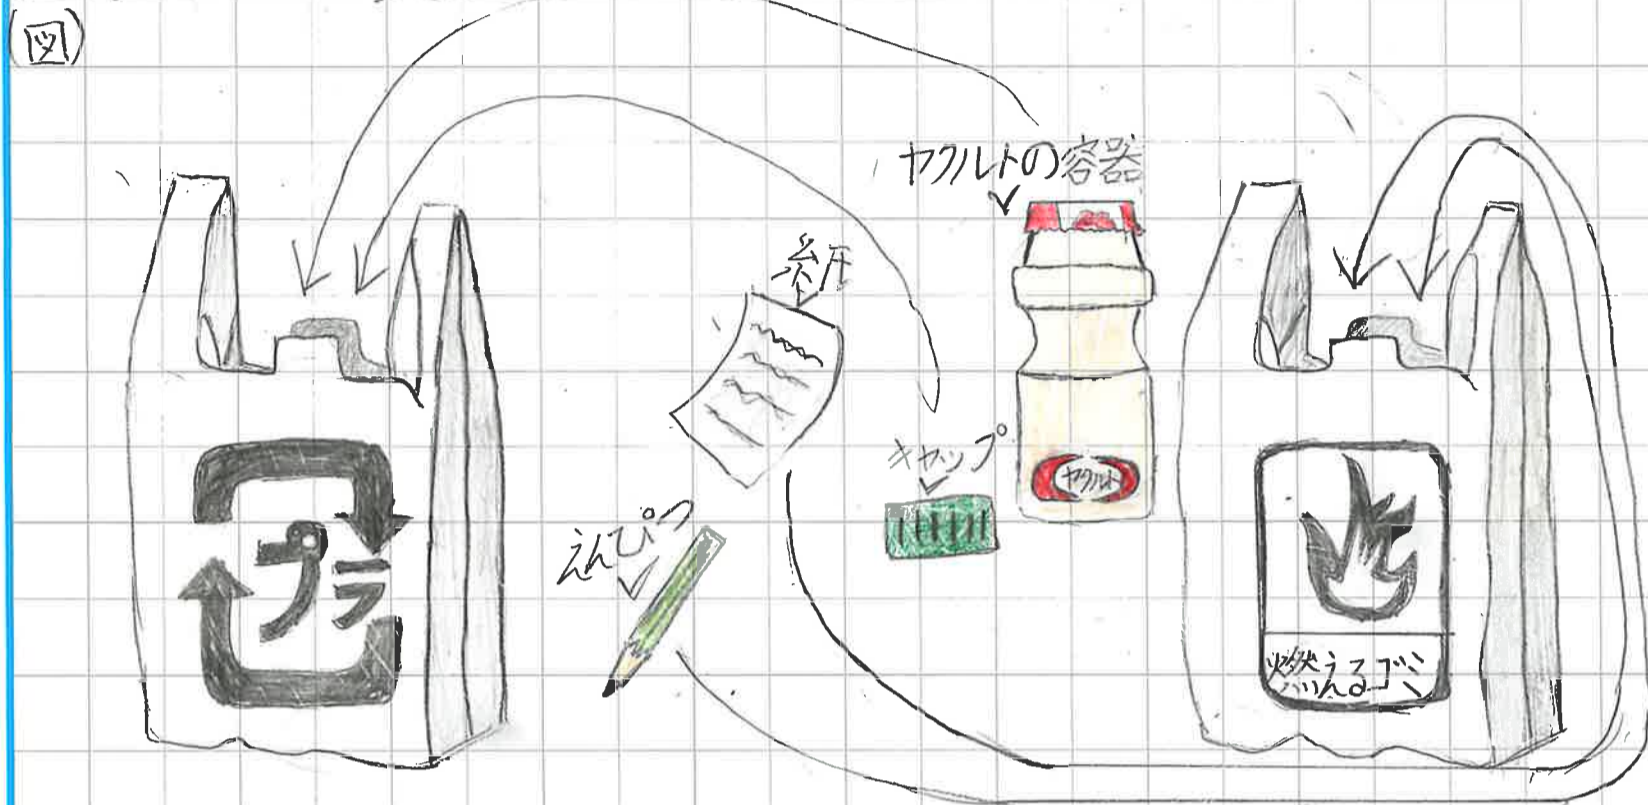 (図)
ヤクルトの容器
紙
キャップ
えんぴつ
プラ
ヤクルト
燃えるゴミ